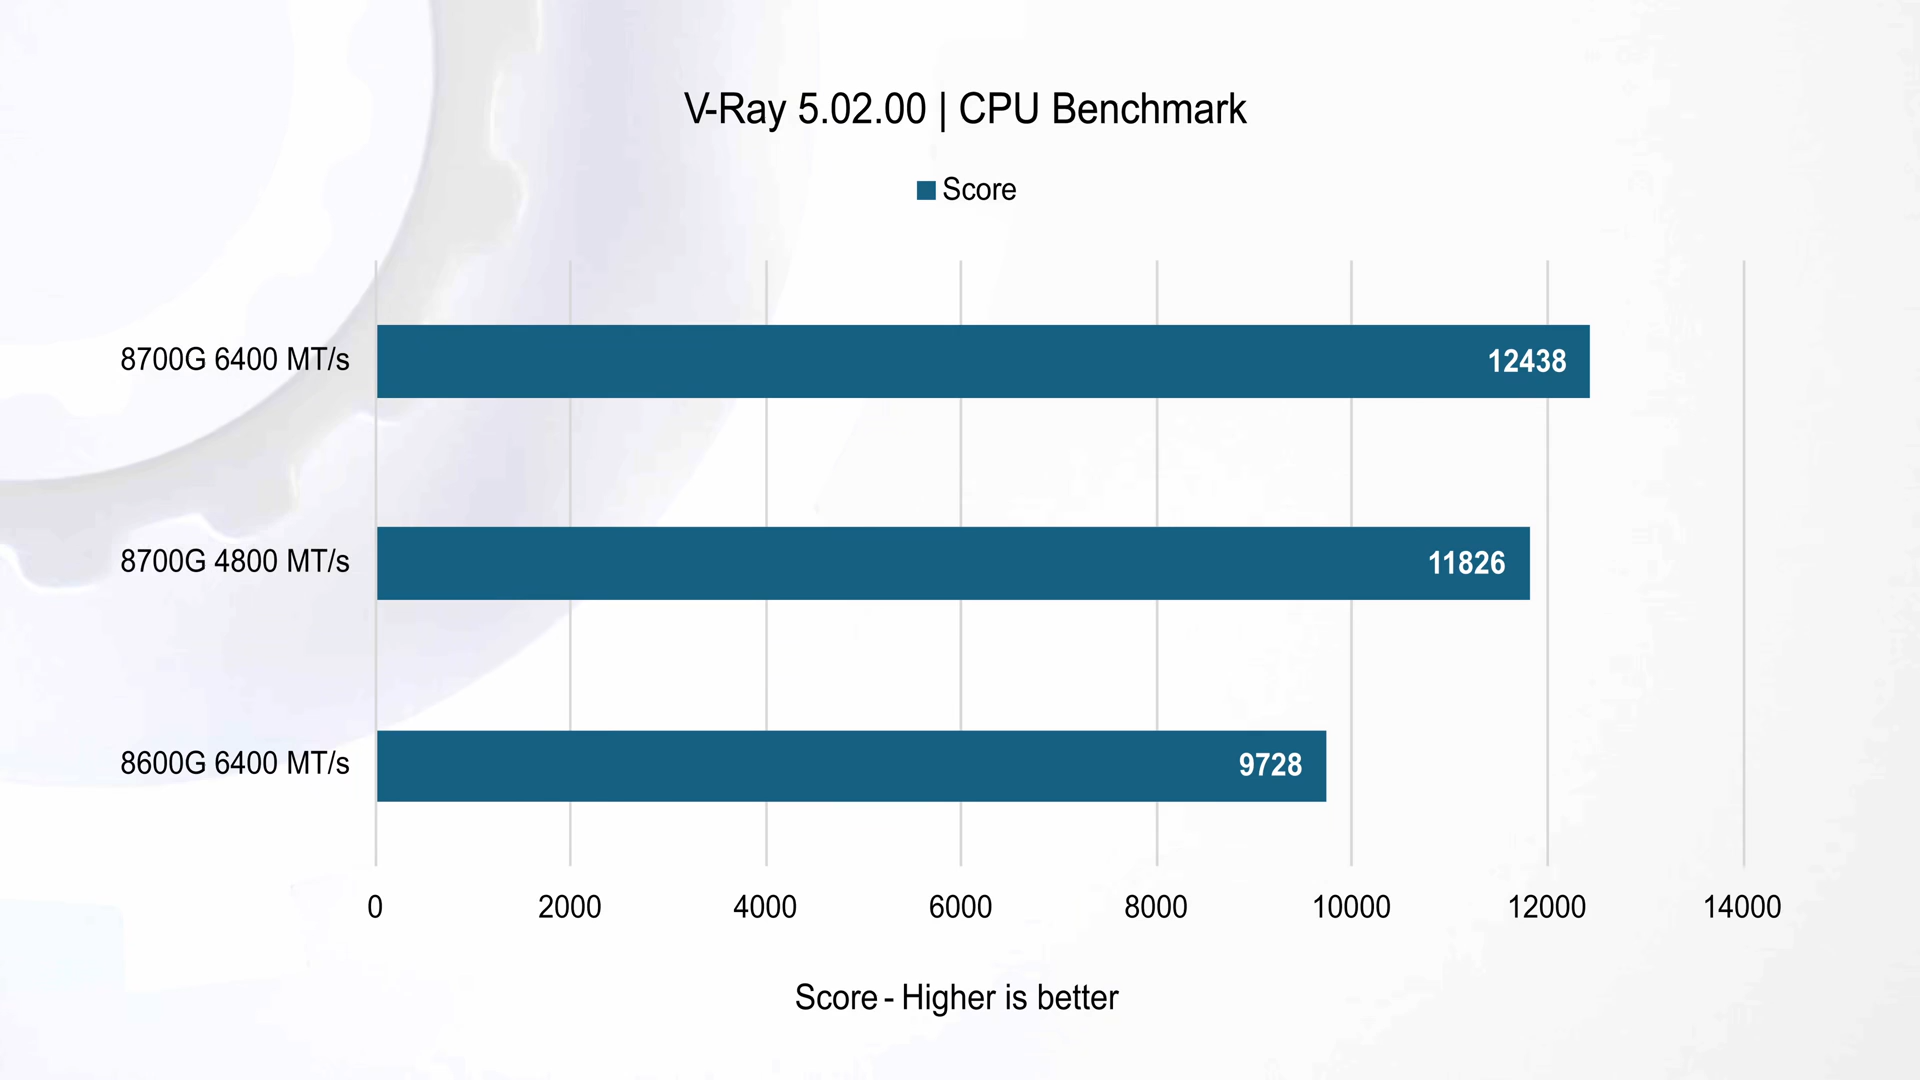 V-Ray 5.02.00 | CPU Benchmark
Score
8700G 6400 MT/s
12438
8700G 4800 MT/s
11826
8600G 6400 MT/s
9728
0 2000 4000 6000 8000 10000 12000 14000
Score - Higher is better